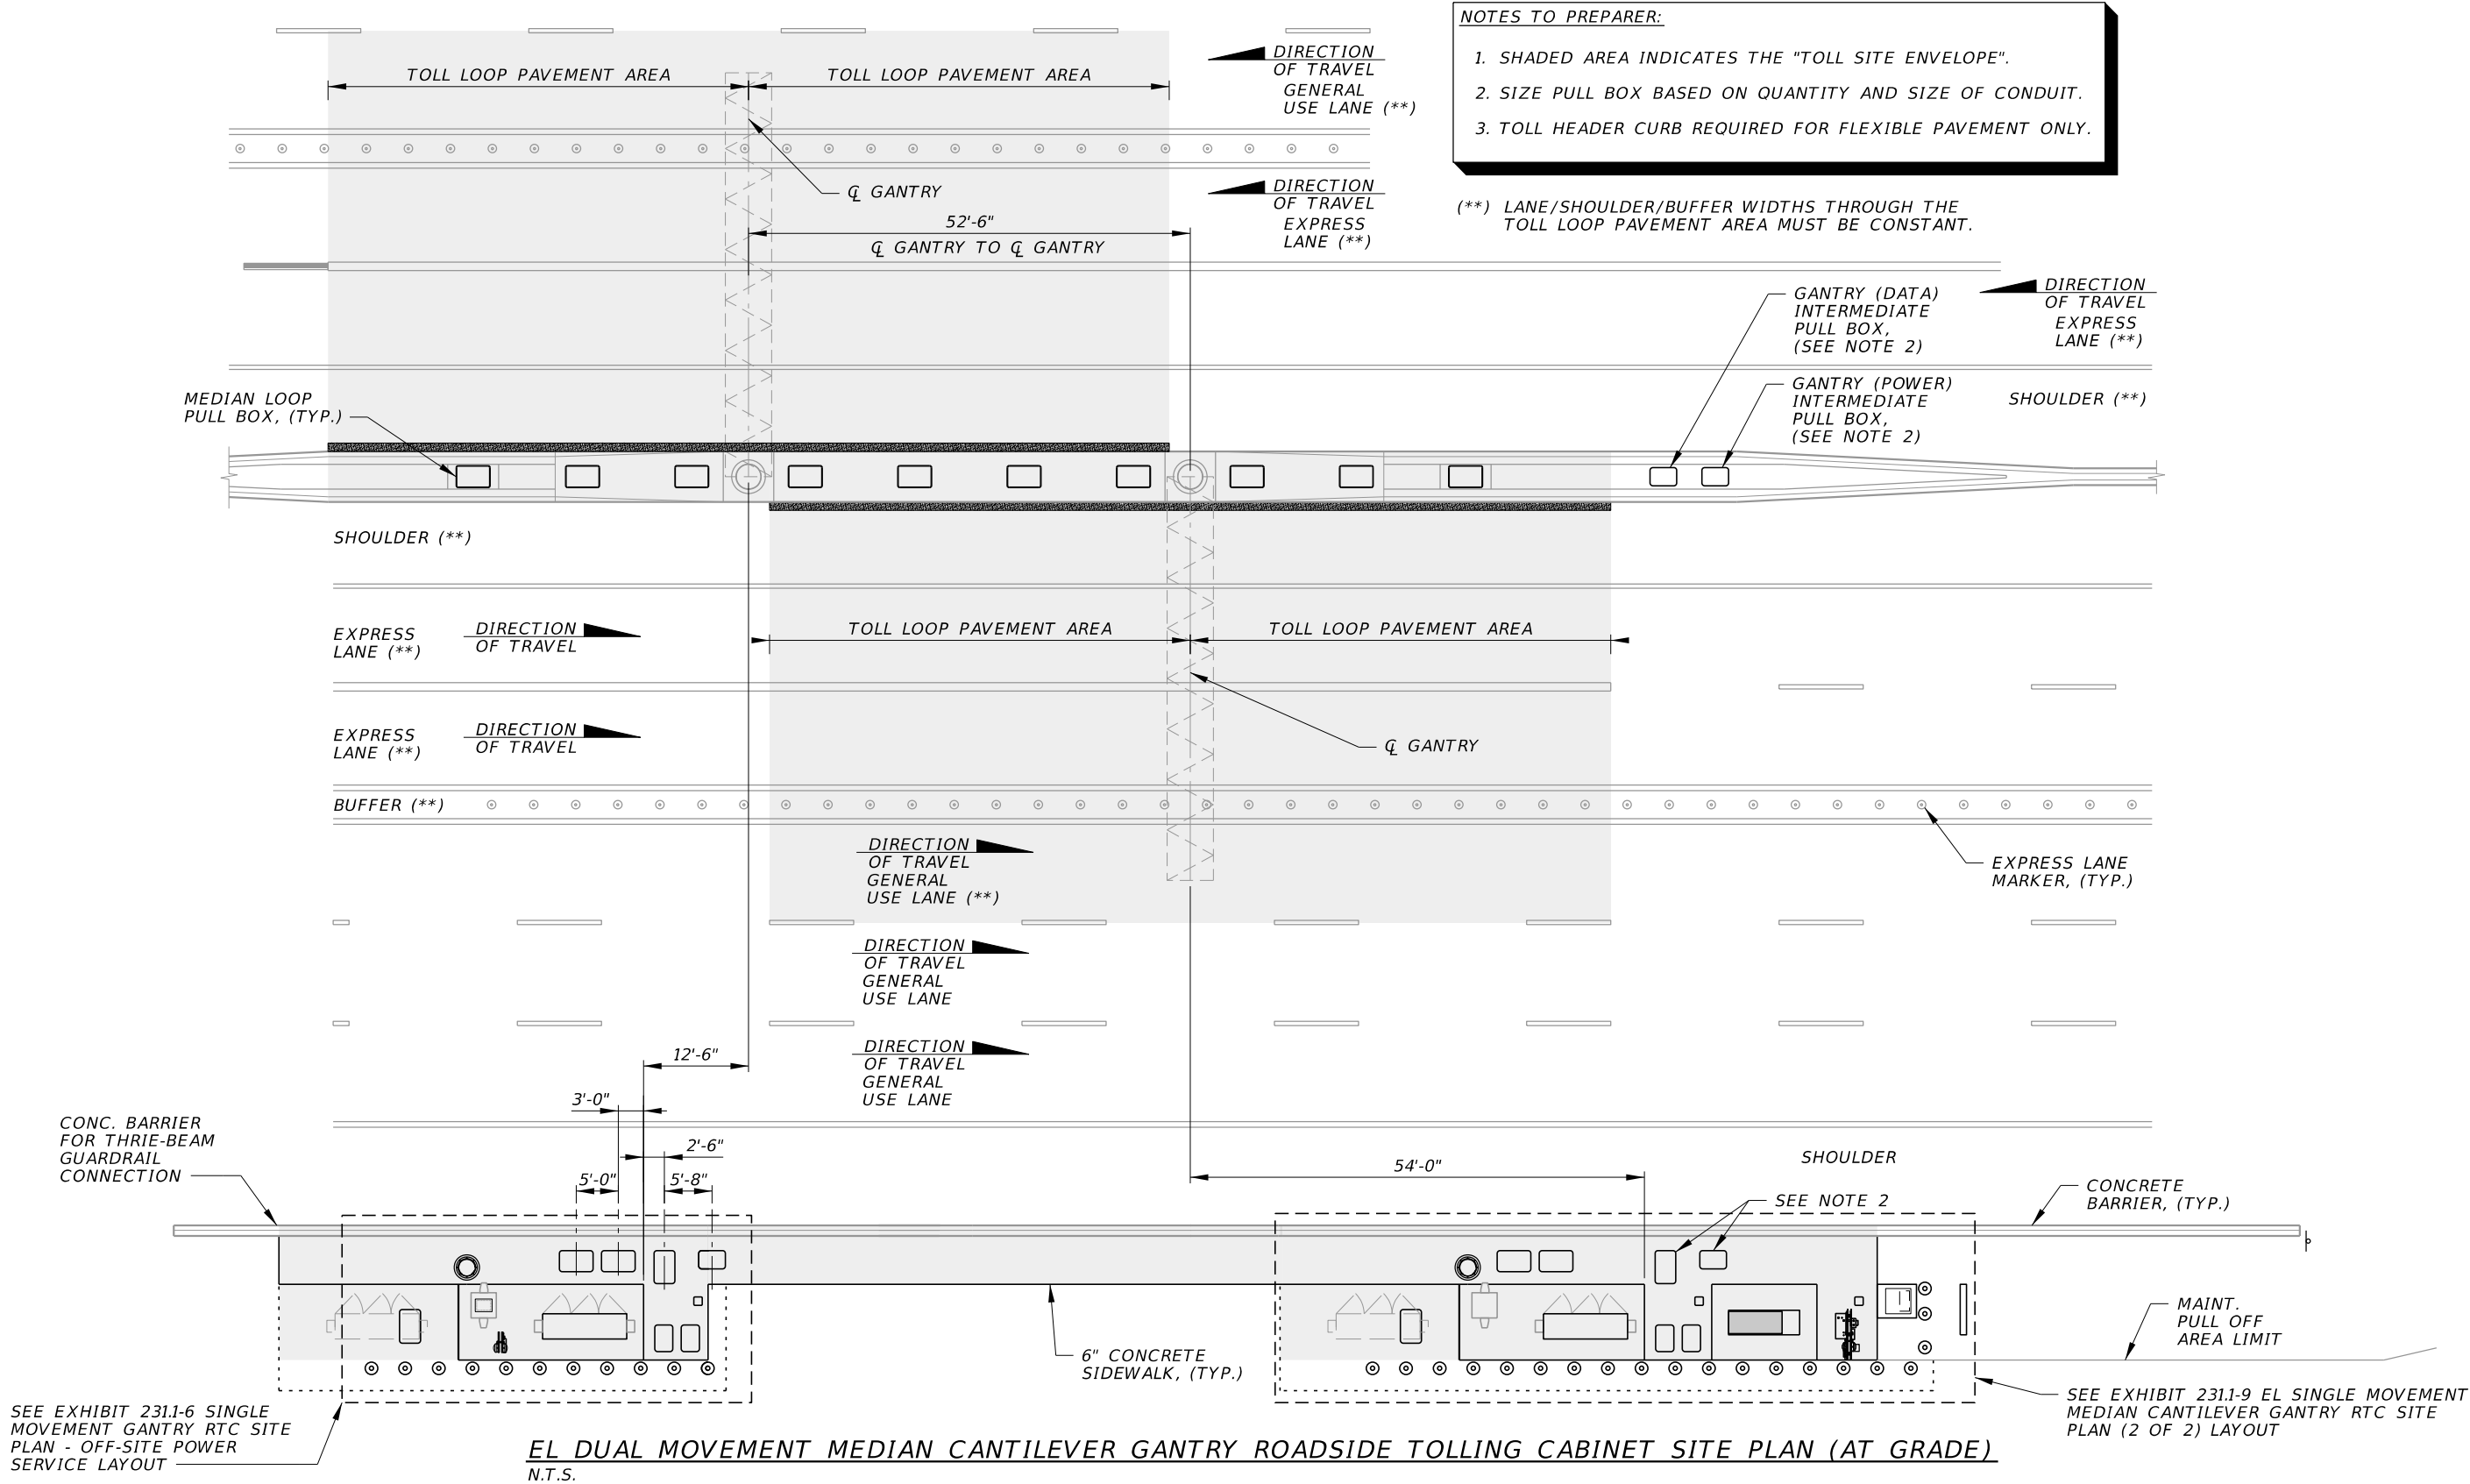 NOTES TO PREPARER:
1. SHADED AREA INDICATES THE "TOLL SITE ENVELOPE".
2. SIZE PULL BOX BASED ON QUANTITY AND SIZE OF CONDUIT.
3. TOLL HEADER CURB REQUIRED FOR FLEXIBLE PAVEMENT ONLY.
(**) LANE/SHOULDER/BUFFER WIDTHS THROUGH THE
TOLL LOOP PAVEMENT AREA MUST BE CONSTANT.
TOLL LOOP PAVEMENT AREA
TOLL LOOP PAVEMENT AREA
DIRECTION
OF TRAVEL
GENERAL
USE LANE (**)
℄ GANTRY
DIRECTION
OF TRAVEL
EXPRESS
LANE (**)
52'-6"
℄ GANTRY TO ℄ GANTRY
GANTRY (DATA)
INTERMEDIATE
PULL BOX,
(SEE NOTE 2)
DIRECTION
OF TRAVEL
EXPRESS
LANE (**)
GANTRY (POWER)
INTERMEDIATE
PULL BOX,
(SEE NOTE 2)
SHOULDER (**)
MEDIAN LOOP
PULL BOX, (TYP.)
SHOULDER (**)
EXPRESS
LANE (**)
DIRECTION
OF TRAVEL
TOLL LOOP PAVEMENT AREA
TOLL LOOP PAVEMENT AREA
EXPRESS
LANE (**)
DIRECTION
OF TRAVEL
℄ GANTRY
BUFFER (**)
DIRECTION
OF TRAVEL
GENERAL
USE LANE (**)
EXPRESS LANE
MARKER, (TYP.)
DIRECTION
OF TRAVEL
GENERAL
USE LANE
DIRECTION
OF TRAVEL
GENERAL
USE LANE
12'-6"
3'-0"
2'-6"
5'-0"
5'-8"
54'-0"
CONC. BARRIER
FOR THRIE-BEAM
GUARDRAIL
CONNECTION
SHOULDER
SEE NOTE 2
CONCRETE
BARRIER, (TYP.)
6" CONCRETE
SIDEWALK, (TYP.)
MAINT.
PULL OFF
AREA LIMIT
SEE EXHIBIT 231.1-6 SINGLE
MOVEMENT GANTRY RTC SITE
PLAN - OFF-SITE POWER
SERVICE LAYOUT
SEE EXHIBIT 231.1-9 EL SINGLE MOVEMENT
MEDIAN CANTILEVER GANTRY RTC SITE
PLAN (2 OF 2) LAYOUT
EL DUAL MOVEMENT MEDIAN CANTILEVER GANTRY ROADSIDE TOLLING CABINET SITE PLAN (AT GRADE)
N.T.S.